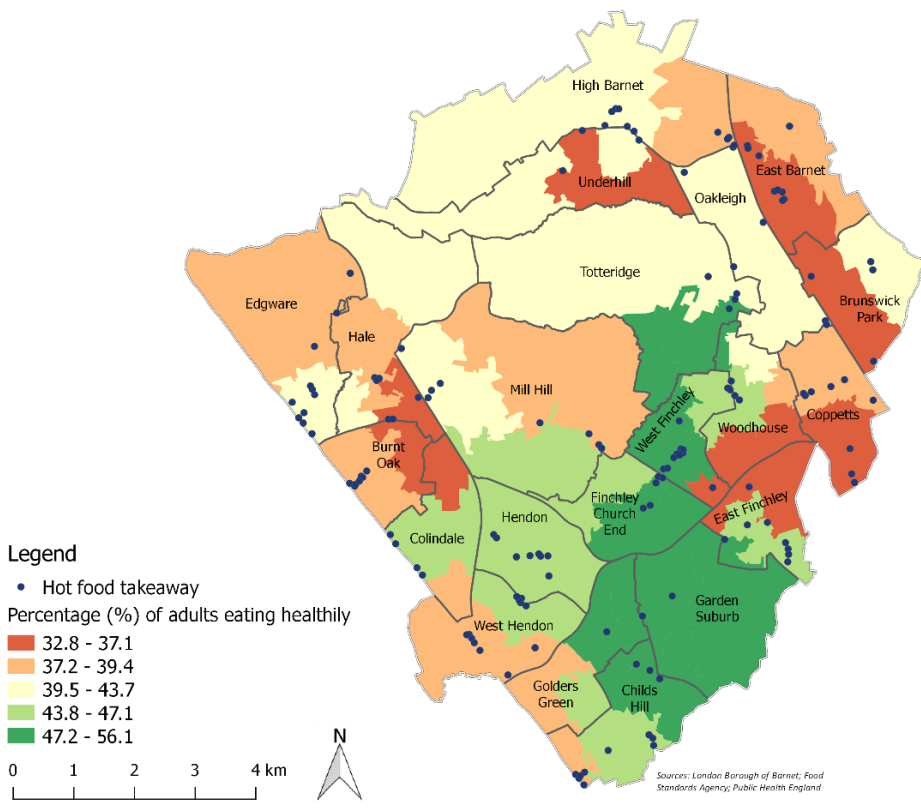 High Barnet
Underhill
East Barnet
Oakleigh
Totteridge
Edgware
Brunswick
Park
Hale
Mill Hill
West Finchley
Woodhouse
Coppetts
Burnt
Oak
Finchley
Church
End
East Finchley
Hendon
Colindale
Garden
Suburb
West Hendon
Golders
Green
Childs
Hill
Legend
Hot food takeaway
Percentage (%) of adults eating healthily
32.8 - 37.1
37.2 - 39.4
39.5 - 43.7
43.8 - 47.1
47.2 - 56.1
N
0 1 2 3 4 km
Sources: London Borough of Barnet; Food
Standards Agency; Public Health England